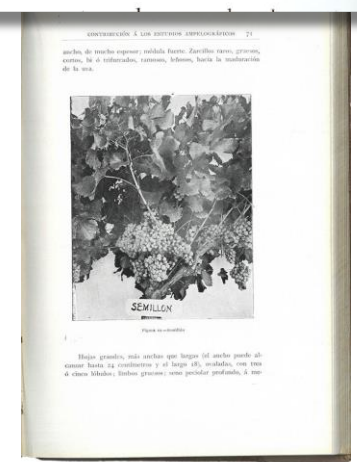 CONTRIBUCIÓN Á LOS ESTUDIOS AMPELOGRÁFICOS 71
ancho, de mucho espesor; médula fuerte. Zarcillos raros, gruesos,
cortos, bi ó trifurcados, ramosos, leñosos, hacia la maduración
de la uva.
SEMILLON
Hojas grandes, más anchas que largas (el ancho puede al-
canzar hasta 24 centímetros y el largo 18), ovaladas, con tres
ó cinco lóbulos; limbos gruesos; seno peciolar profundo, á me-